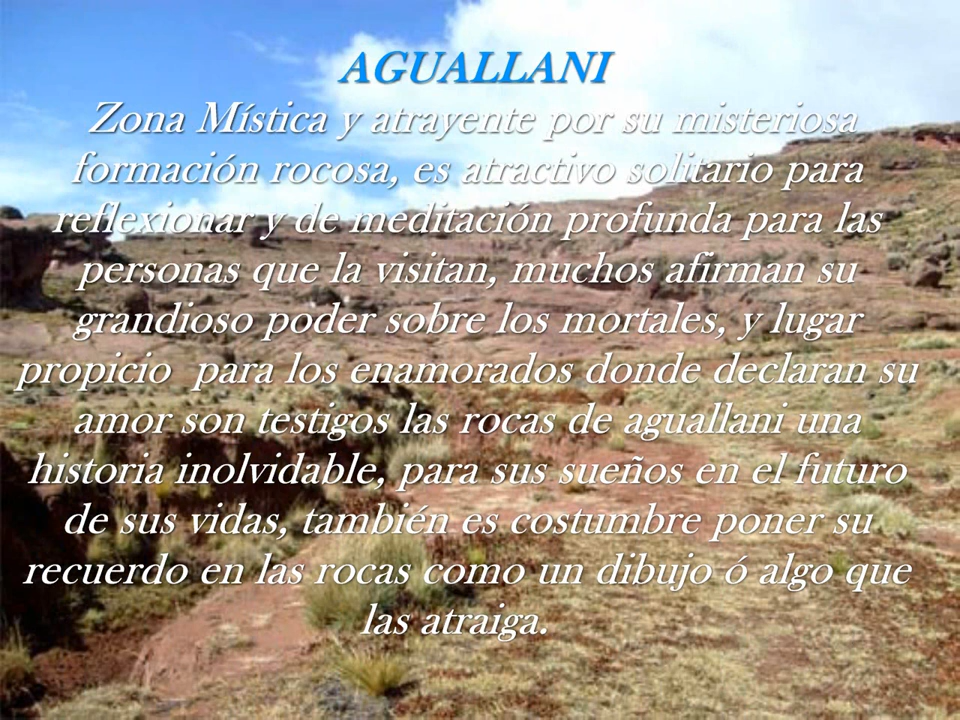 AGUALLANI
Zona Mística y atrayente por su misteriosa
formación rocosa, es atractivo solitario para
reflexionar y de meditación profunda para las
personas que la visitan, muchos afirman su
grandioso poder sobre los mortales, y lugar
propicio  para los enamorados donde declaran su
amor son testigos las rocas de aguallani una
historia inolvidable, para sus sueños en el futuro
de sus vidas, también es costumbre poner su
recuerdo en las rocas como un dibujo ó algo que
las atraiga.